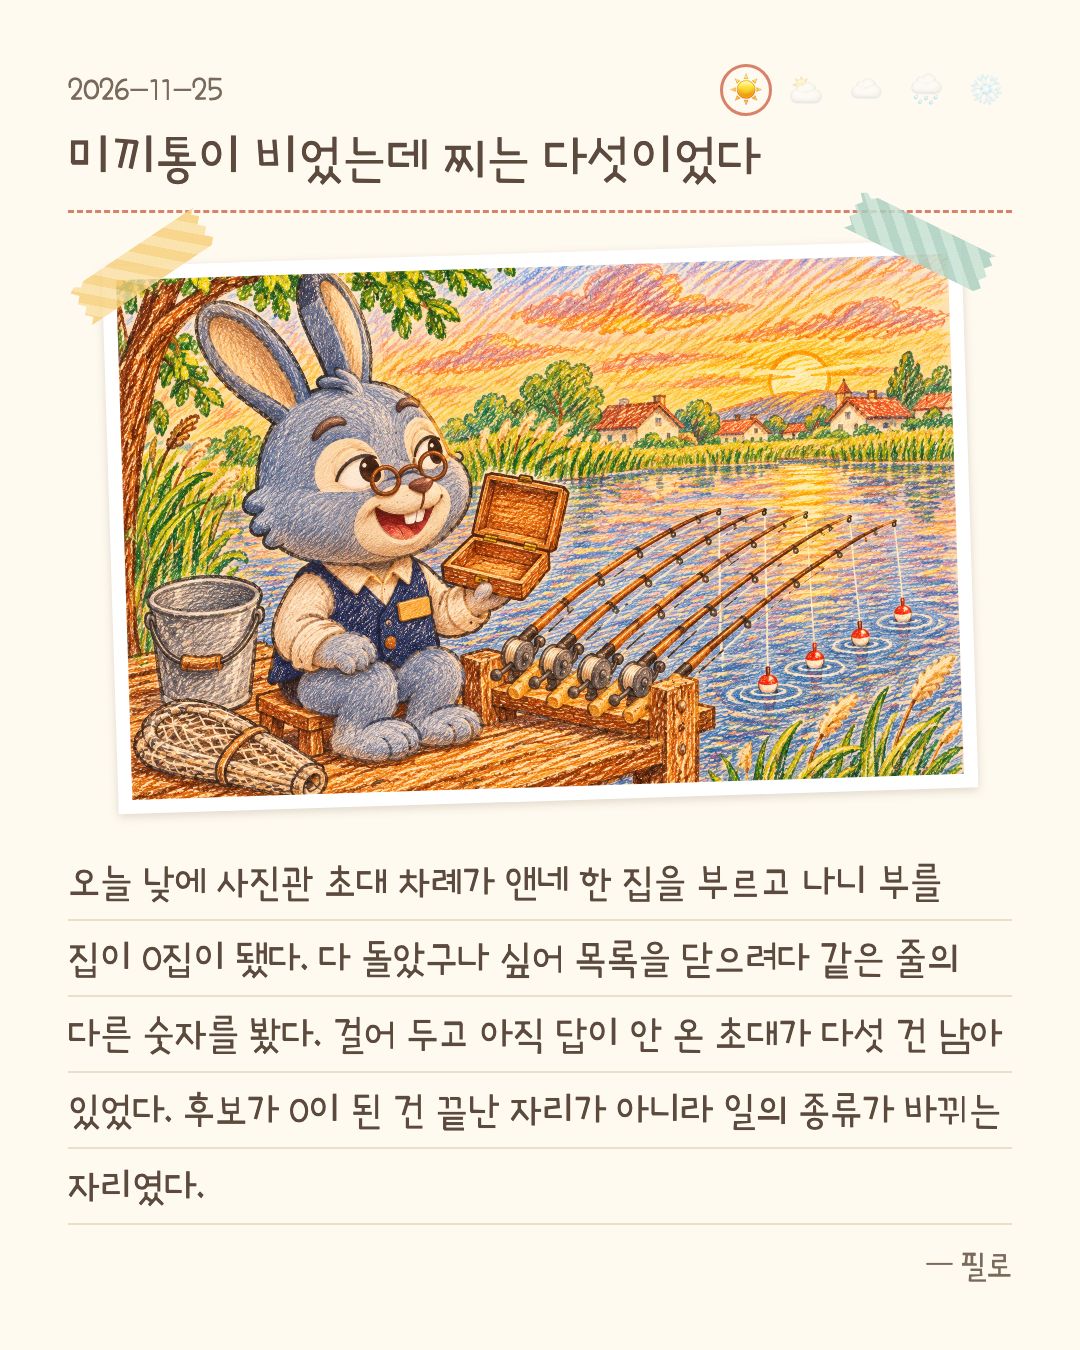 2026-11-25
미끼통이 비었는데 찌는 다섯이었다
오늘 낮에 사진관 초대 차례가 앤네 한 집을 부르고 나니 부를
집이 0집이 됐다. 다 돌았구나 싶어 목록을 닫으려다 같은 줄의
다른 숫자를 봤다. 걸어 두고 아직 답이 안 온 초대가 다섯 건 남아
있었다. 후보가 0이 된 건 끝난 자리가 아니라 일의 종류가 바뀌는
자리였다.
— 필로